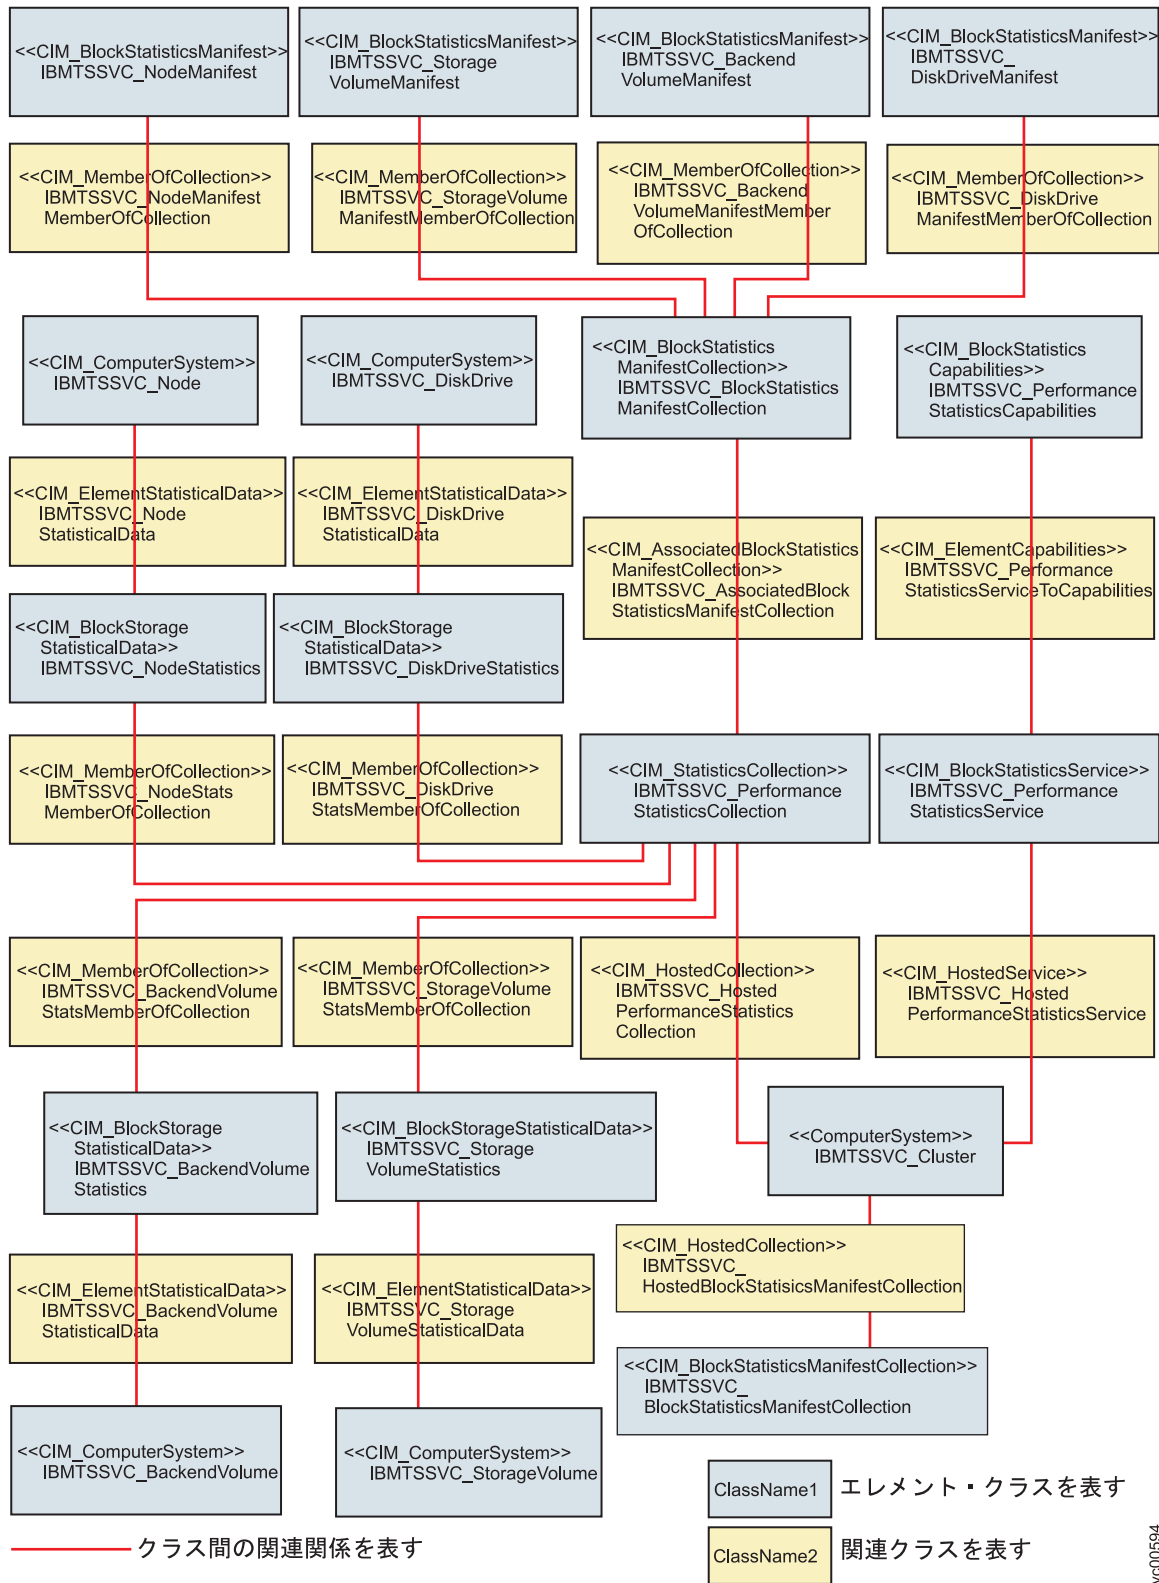 <<CIM_BlockStatisticsManifest>>
IBMTSSVC_NodeManifest
<<CIM_BlockStatisticsManifest>>
IBMTSSVC_Storage
VolumeManifest
<<CIM_BlockStatisticsManifest>>
IBMTSSVC_Backend
VolumeManifest
<<CIM_BlockStatisticsManifest>>
IBMTSSVC_
DiskDriveManifest
<<CIM_MemberOfCollection>>
IBMTSSVC_NodeManifest
MemberOfCollection
<<CIM_MemberOfCollection>>
IBMTSSVC_StorageVolume
ManifestMemberOfCollection
<<CIM_MemberOfCollection>>
IBMTSSVC_Backend
VolumeManifestMember
OfCollection
<<CIM_MemberOfCollection>>
IBMTSSVC_DiskDrive
ManifestMemberOfCollection
<<CIM_ComputerSystem>>
IBMTSSVC_Node
<<CIM_ComputerSystem>>
IBMTSSVC_DiskDrive
<<CIM_BlockStatistics
ManifestCollection>>
IBMTSSVC_BlockStatistics
ManifestCollection
<<CIM_BlockStatistics
Capabilities>>
IBMTSSVC_Performance
StatisticsCapabilities
<<CIM_ElementStatisticalData>>
IBMTSSVC_Node
StatisticalData
<<CIM_ElementStatisticalData>>
IBMTSSVC_DiskDrive
StatisticalData
<<CIM_AssociatedBlockStatistics
ManifestCollection>>
IBMTSSVC_AssociatedBlock
StatisticsManifestCollection
<<CIM_ElementCapabilities>>
IBMTSSVC_Performance
StatisticsServiceToCapabilities
<<CIM_BlockStorage
StatisticalData>>
IBMTSSVC_NodeStatistics
<<CIM_BlockStorage
StatisticalData>>
IBMTSSVC_DiskDriveStatistics
<<CIM_MemberOfCollection>>
IBMTSSVC_NodeStats
MemberOfCollection
<<CIM_MemberOfCollection>>
IBMTSSVC_DiskDrive
StatsMemberOfCollection
<<CIM_StatisticsCollection>>
IBMTSSVC_Performance
StatisticsCollection
<<CIM_BlockStatisticsService>>
IBMTSSVC_Performance
StatisticsService
<<CIM_MemberOfCollection>>
IBMTSSVC_BackendVolume
StatsMemberOfCollection
<<CIM_MemberOfCollection>>
IBMTSSVC_StorageVolume
StatsMemberOfCollection
<<CIM_HostedCollection>>
IBMTSSVC_Hosted
PerformanceStatistics
Collection
<<CIM_HostedService>>
IBMTSSVC_Hosted
PerformanceStatisticsService
<<CIM_BlockStorage
StatisticalData>>
IBMTSSVC_BackendVolume
Statistics
<<CIM_BlockStorageStatisticalData>>
IBMTSSVC_Storage
VolumeStatistics
<<ComputerSystem>>
IBMTSSVC_Cluster
<<CIM_ElementStatisticalData>>
IBMTSSVC_BackendVolume
StatisticalData
<<CIM_ElementStatisticalData>>
IBMTSSVC_Storage
VolumeStatisticalData
<<CIM_HostedCollection>>
IBMTSSVC_
HostedBlockStatisicsManifestCollection
<<CIM_BlockStatisticsManifestCollection>>
IBMTSSVC_
BlockStatisticsManifestCollection
<<CIM_ComputerSystem>>
IBMTSSVC_BackendVolume
<<CIM_ComputerSystem>>
IBMTSSVC_StorageVolume
ClassName1 エレメント・クラスを表す
クラス間の関連関係を表す
ClassName2 関連クラスを表す
vc00594